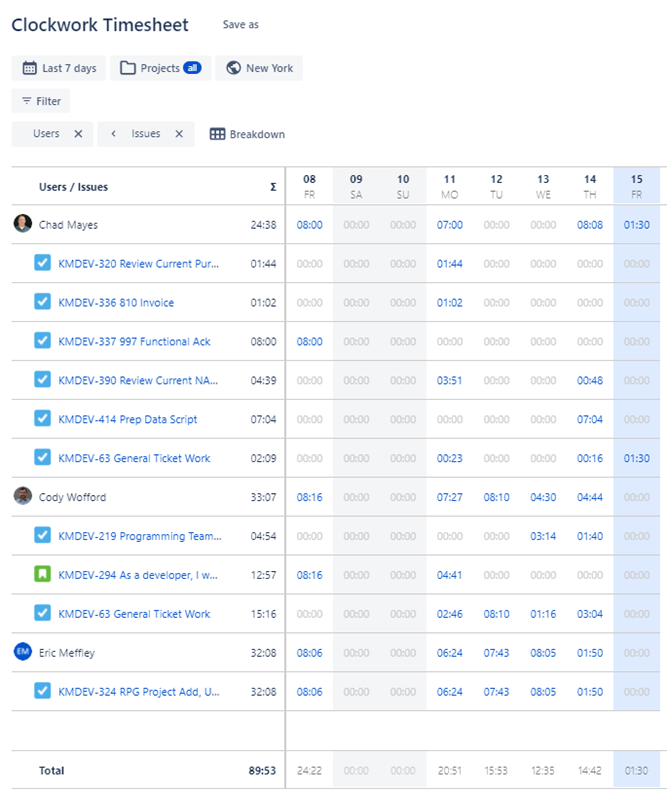 Clockwork Timesheet Save as
Last 7 days Projects all New York
Filter
Users × < Issues × Breakdown
Users / Issues Σ 08 09 10 11 12 13 14 15
FR SA SU MO TU WE TH FR
Chad Mayes 24:38 08:00 00:00 00:00 07:00 00:00 00:00 08:08 01:30
KMDEV-320 Review Current Pur... 01:44 00:00 00:00 00:00 01:44 00:00 00:00 00:00 00:00
KMDEV-336 810 Invoice 01:02 00:00 00:00 00:00 01:02 00:00 00:00 00:00 00:00
KMDEV-337 997 Functional Ack 08:00 08:00 00:00 00:00 00:00 00:00 00:00 00:00 00:00
KMDEV-390 Review Current NA... 04:39 00:00 00:00 00:00 03:51 00:00 00:00 00:48 00:00
KMDEV-414 Prep Data Script 07:04 00:00 00:00 00:00 00:00 00:00 00:00 07:04 00:00
KMDEV-63 General Ticket Work 02:09 00:00 00:00 00:00 00:23 00:00 00:00 00:16 01:30
Cody Wofford 33:07 08:16 00:00 00:00 07:27 08:10 04:30 04:44 00:00
KMDEV-219 Programming Team... 04:54 00:00 00:00 00:00 00:00 00:00 03:14 01:40 00:00
KMDEV-294 As a developer, I w... 12:57 08:16 00:00 00:00 04:41 00:00 00:00 00:00 00:00
KMDEV-63 General Ticket Work 15:16 00:00 00:00 00:00 02:46 08:10 01:16 03:04 00:00
EM Eric Meffley 32:08 08:06 00:00 00:00 06:24 07:43 08:05 01:50 00:00
KMDEV-324 RPG Project Add, U... 32:08 08:06 00:00 00:00 06:24 07:43 08:05 01:50 00:00
Total 89:53 24:22 00:00 00:00 20:51 15:53 12:35 14:42 01:30